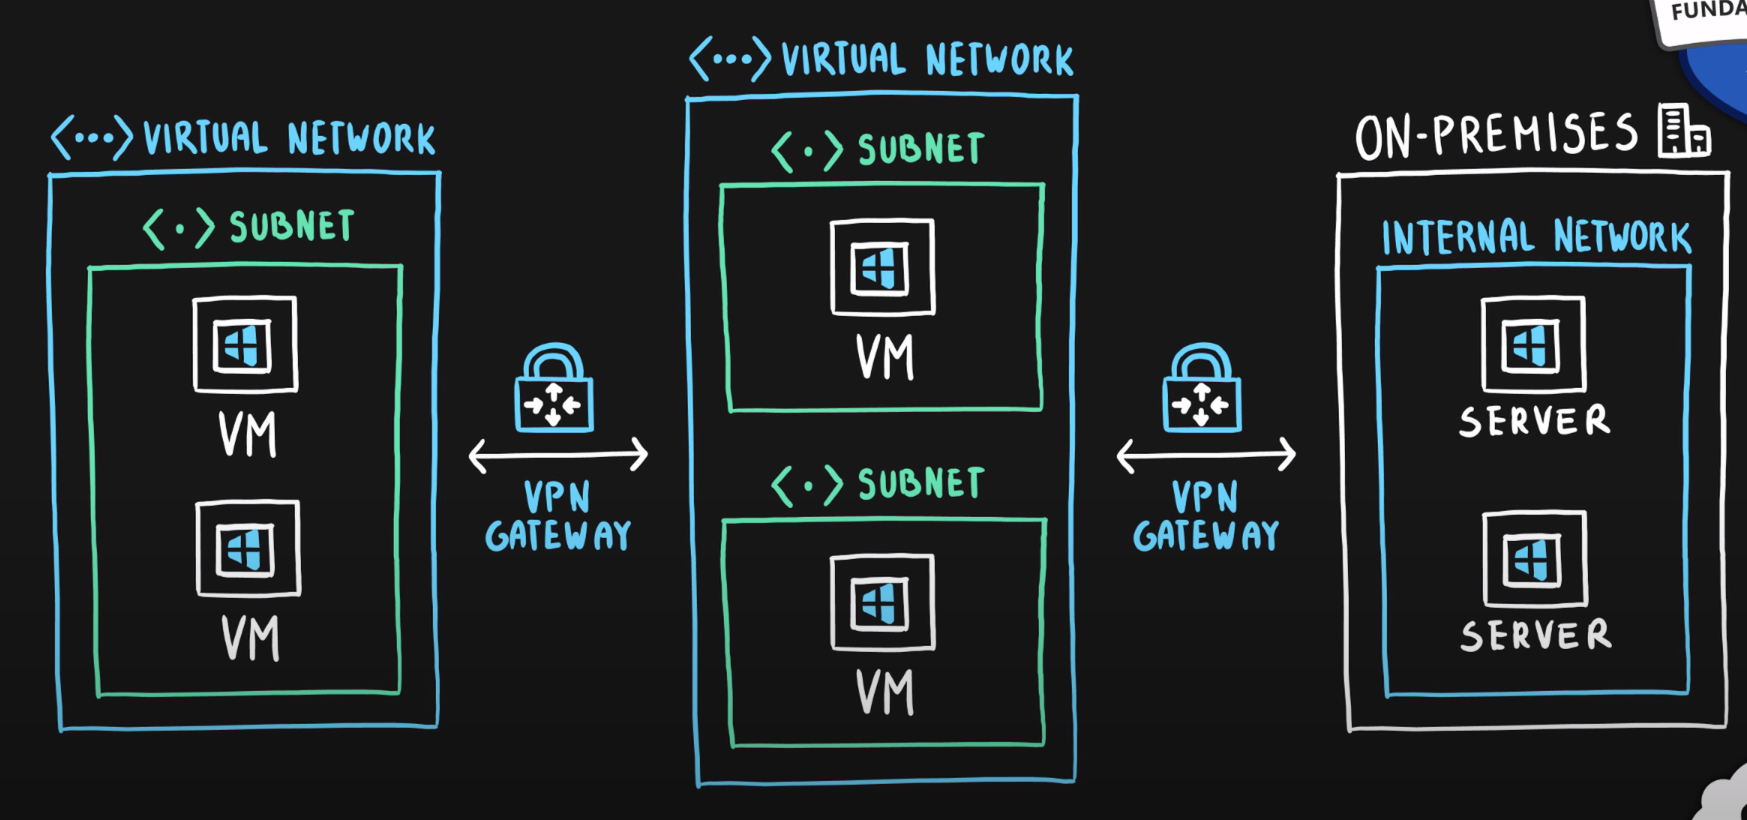 FUNDA
VIRTUAL NETWORK
SUBNET
VM
VM
VPN
GATEWAY
VIRTUAL NETWORK
SUBNET
VM
SUBNET
VM
VPN
GATEWAY
ON-PREMISES
INTERNAL NETWORK
SERVER
SERVER